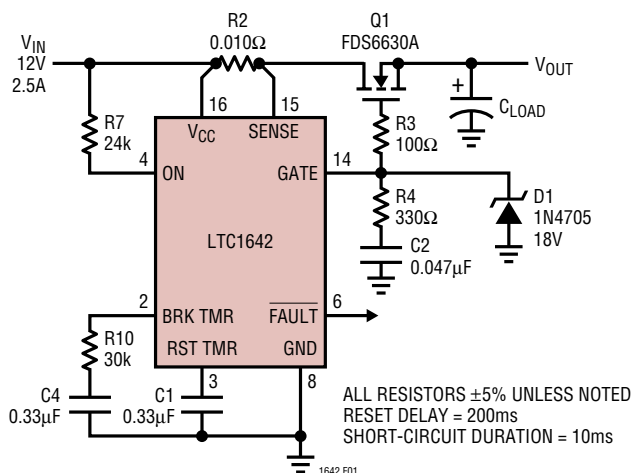 R2
0.010Ω
Q1
FDS6630A
VIN
12V
2.5A
VOUT
+
CLOAD
R7
24k
16
15
VCC
SENSE
4
ON
GATE
14
R3
100Ω
R4
330Ω
C2
0.047µF
D1
1N4705
18V
LTC1642
2
BRK TMR
FAULT
6
R10
30k
RST TMR
GND
3
8
C4
0.33µF
C1
0.33µF
ALL RESISTORS ±5% UNLESS NOTED
RESET DELAY = 200ms
SHORT-CIRCUIT DURATION = 10ms
1642 F01